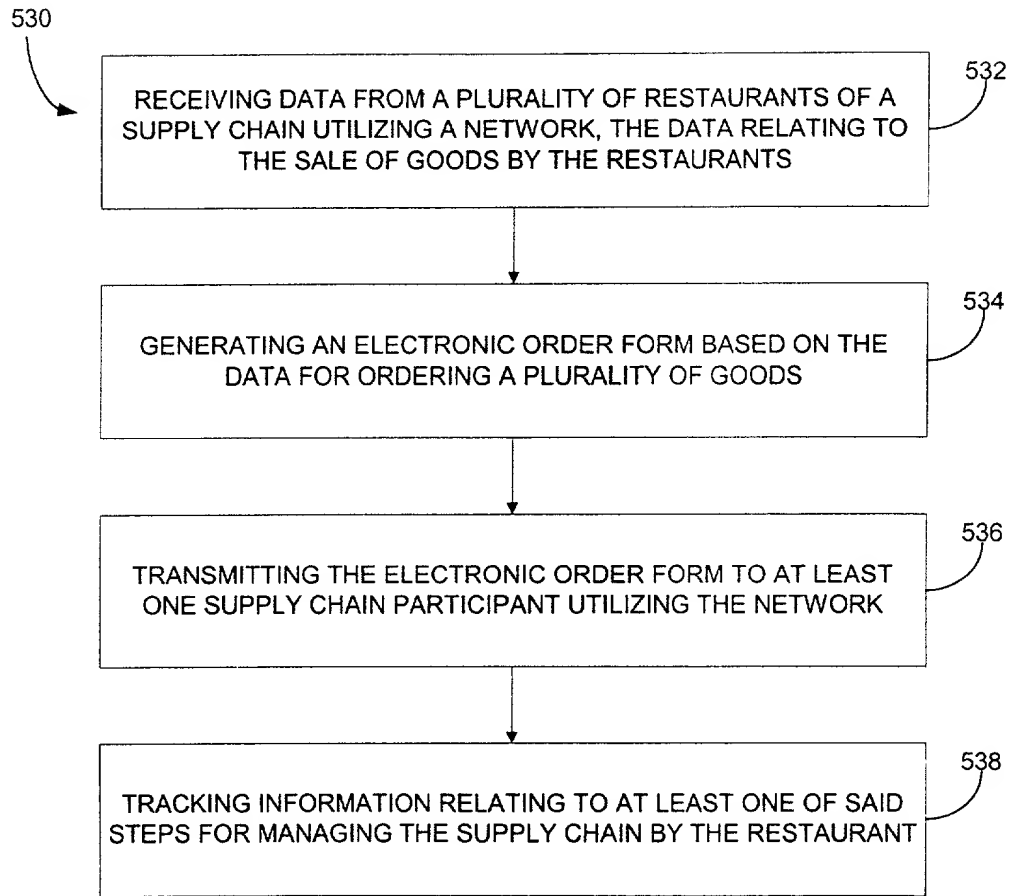 530
532
RECEIVING DATA FROM A PLURALITY OF RESTAURANTS OF A
SUPPLY CHAIN UTILIZING A NETWORK, THE DATA RELATING TO
THE SALE OF GOODS BY THE RESTAURANTS
534
GENERATING AN ELECTRONIC ORDER FORM BASED ON THE
DATA FOR ORDERING A PLURALITY OF GOODS
536
TRANSMITTING THE ELECTRONIC ORDER FORM TO AT LEAST
ONE SUPPLY CHAIN PARTICIPANT UTILIZING THE NETWORK
538
TRACKING INFORMATION RELATING TO AT LEAST ONE OF SAID
STEPS FOR MANAGING THE SUPPLY CHAIN BY THE RESTAURANT